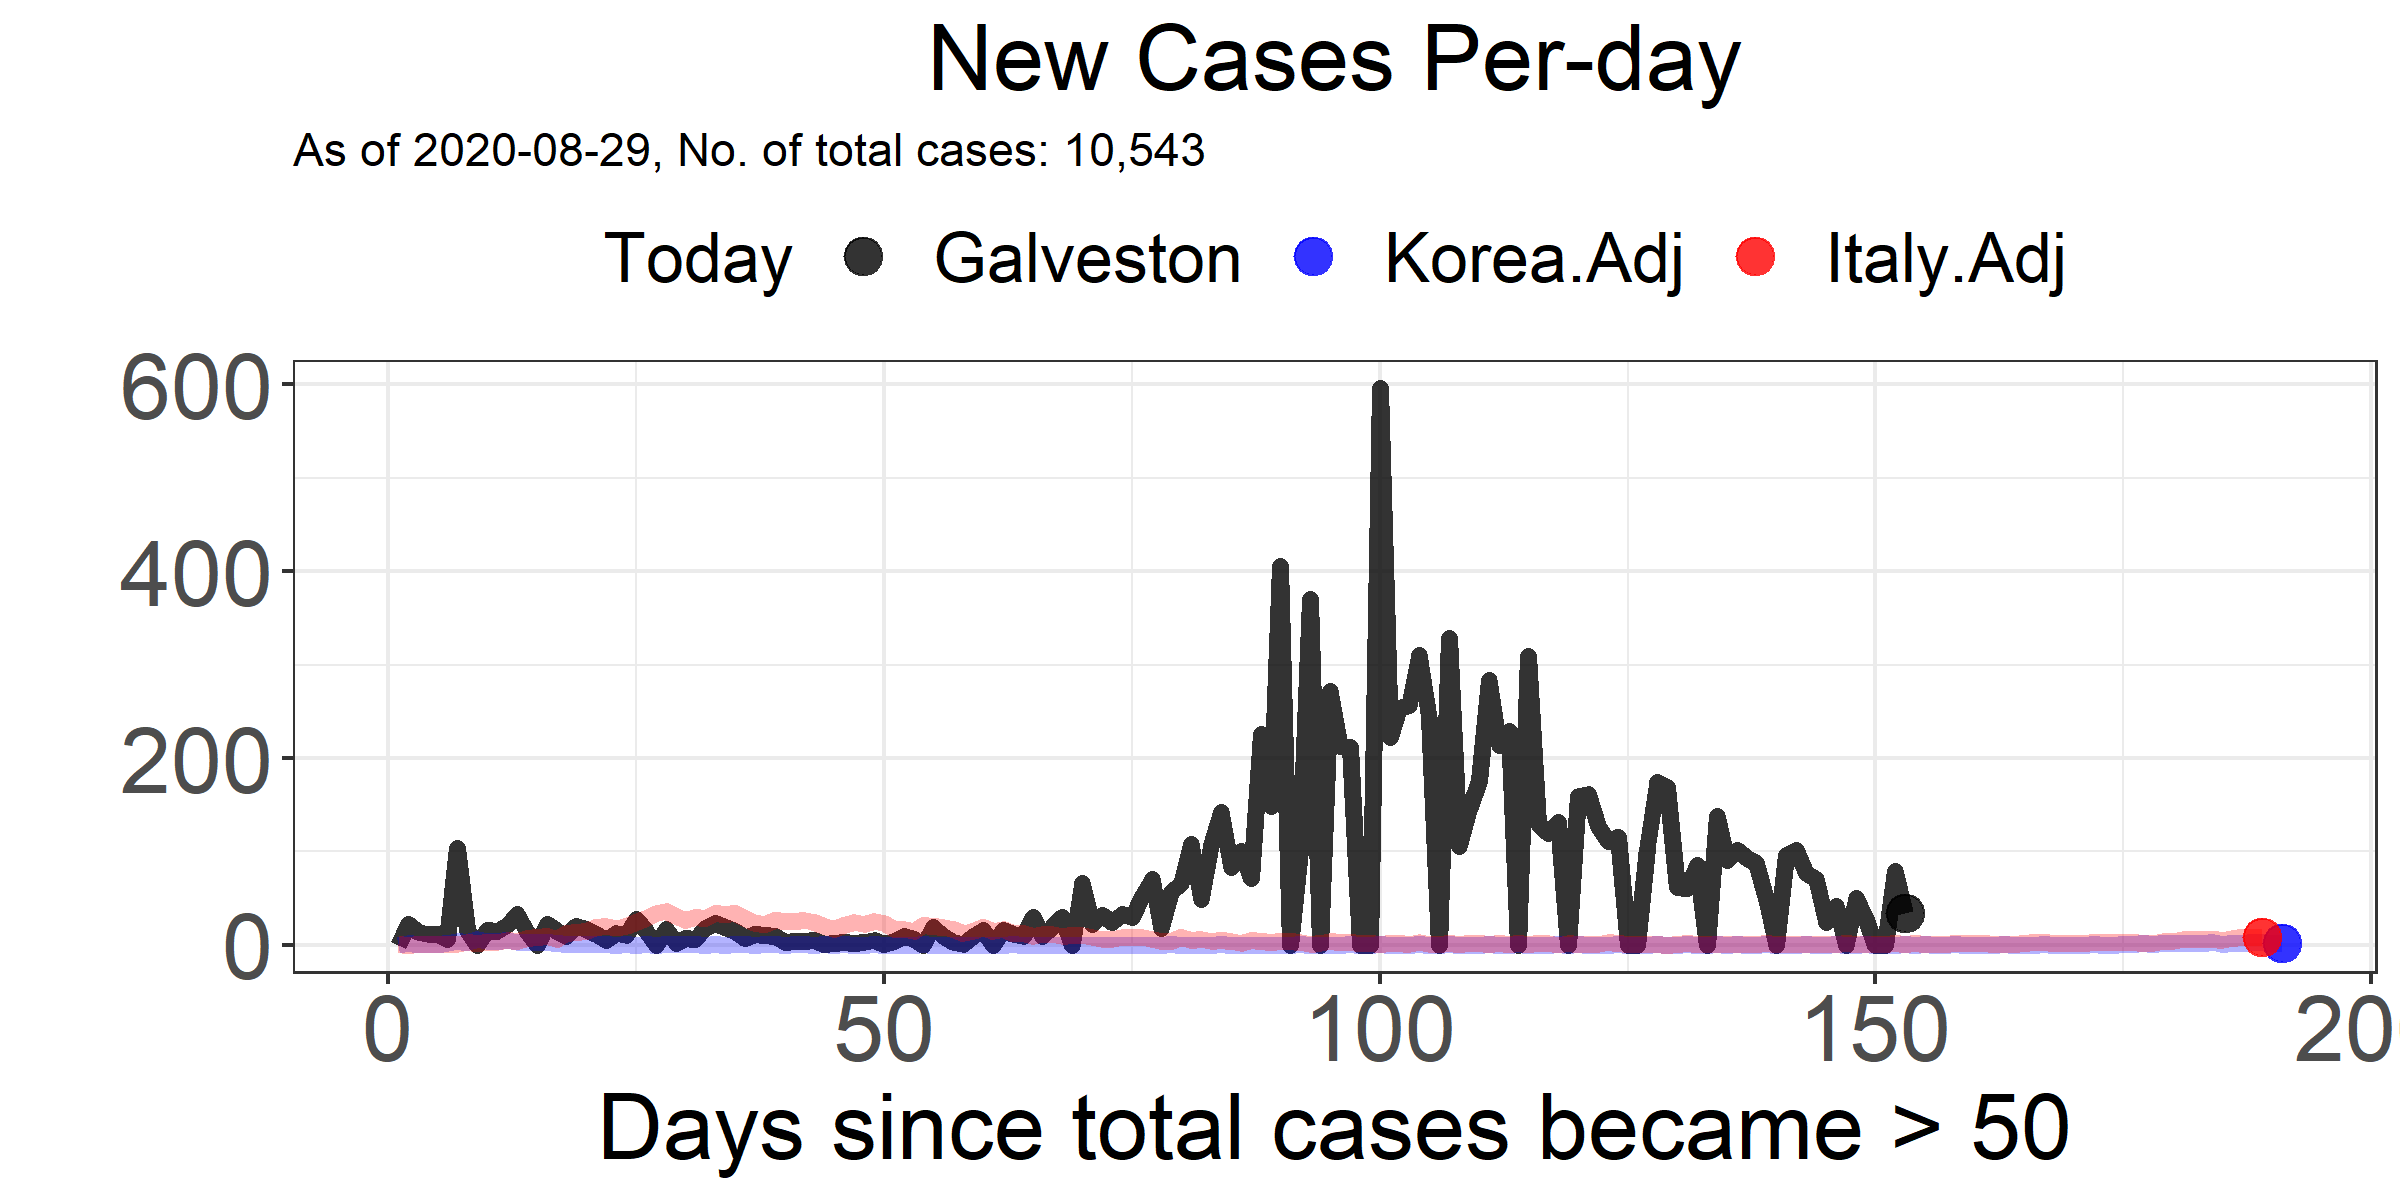 New Cases Per-day
As of 2020-08-29, No. of total cases: 10,543
Today Galveston Korea.Adj Italy.Adj
600
400
200
0
0 50 100 150 20
Days since total cases became > 50